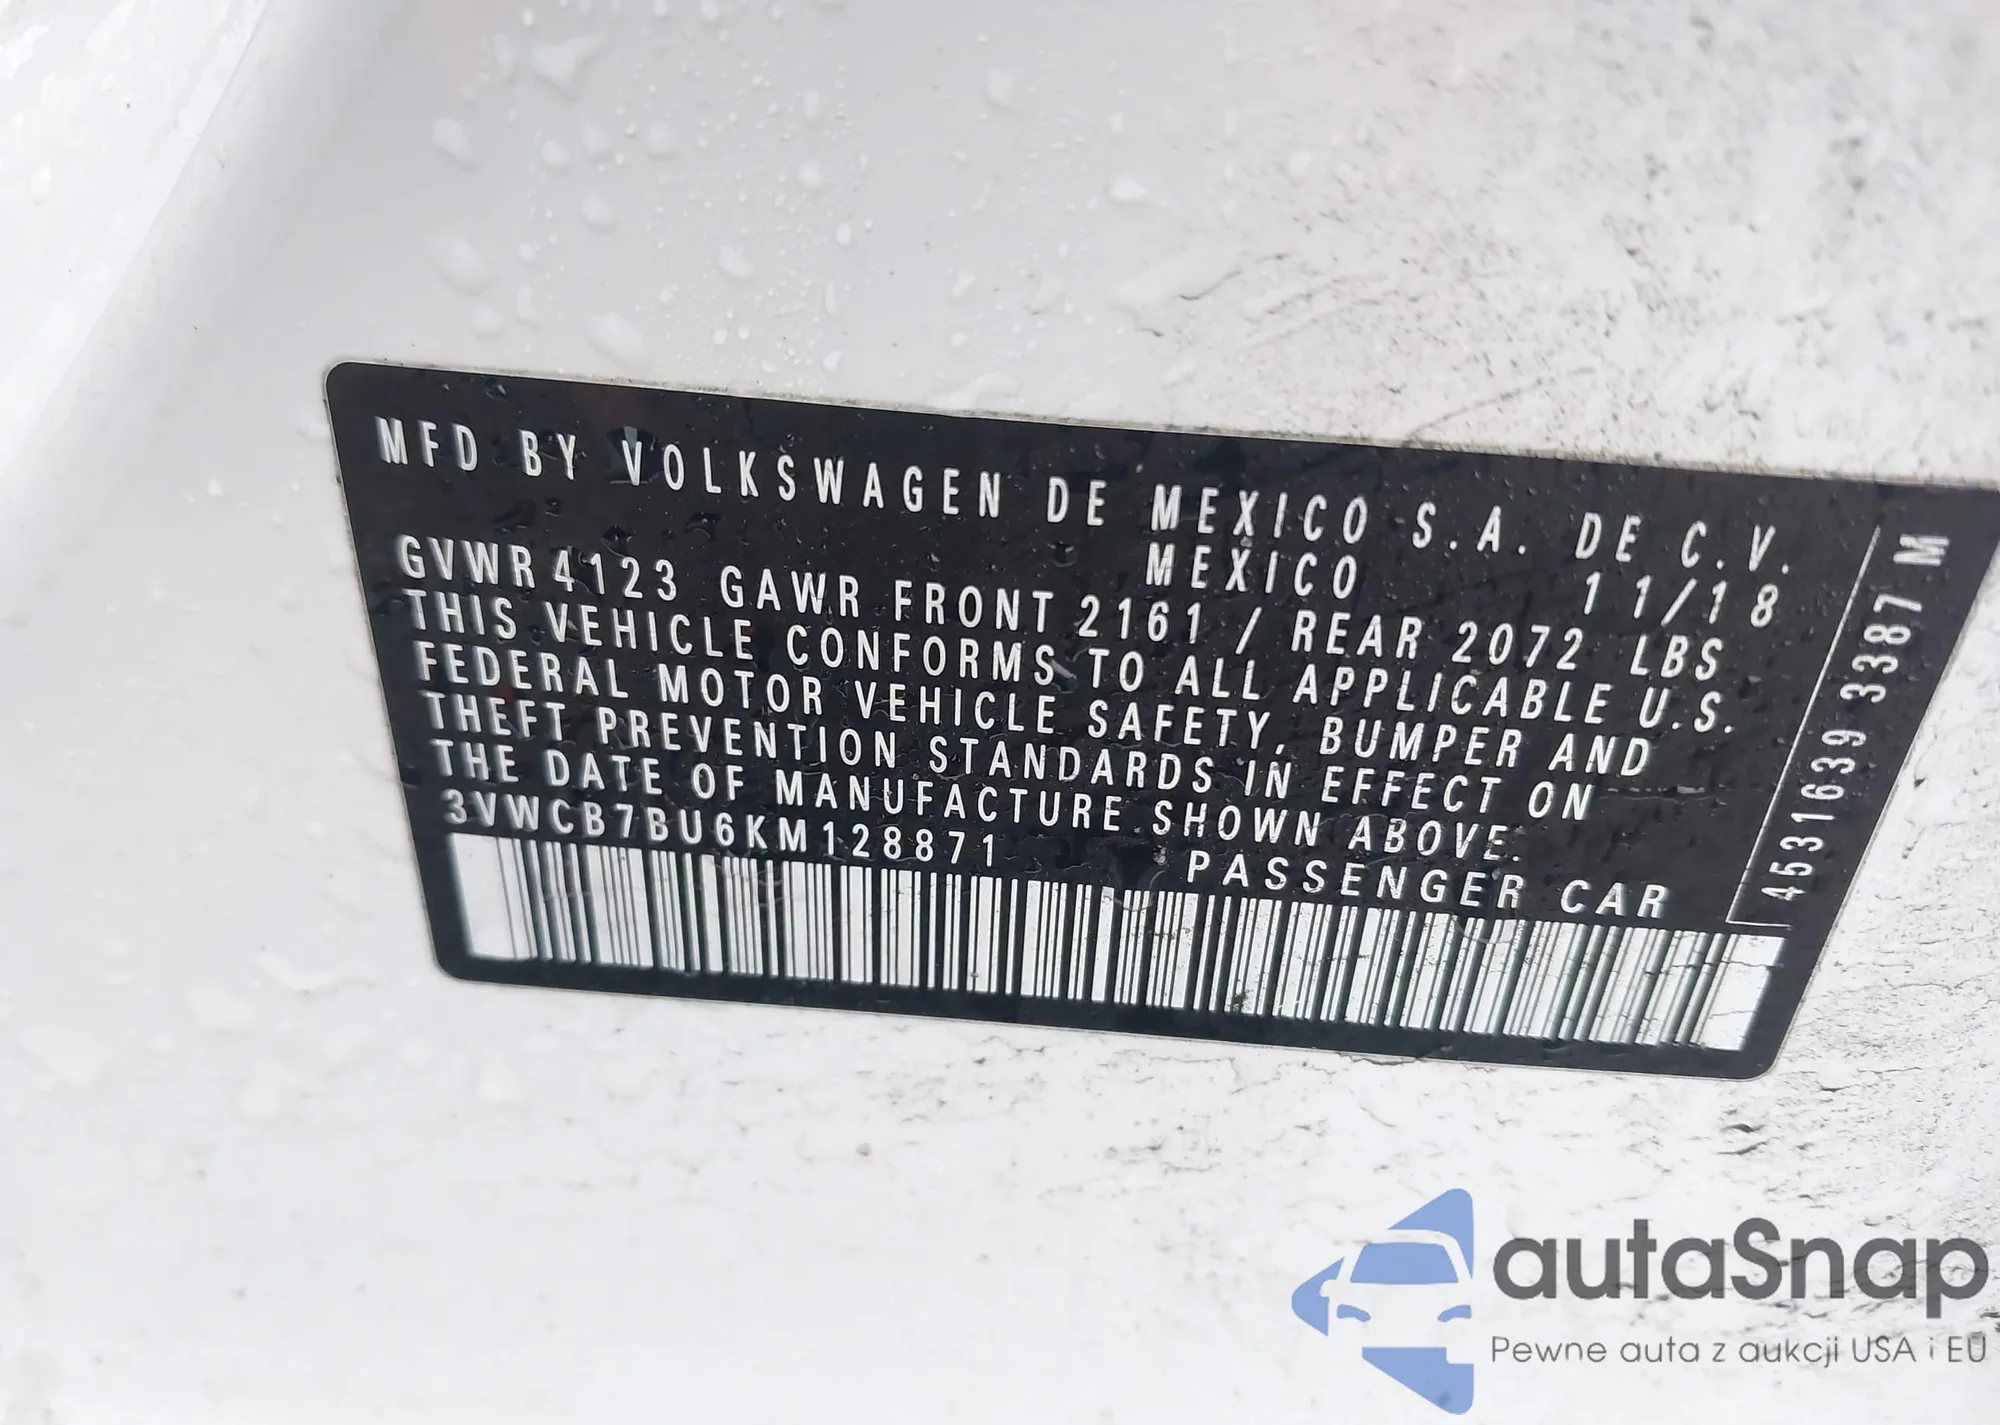 MFD BY VOLKSWAGEN DE MEXICO S.A. DE C.V.
MEXICO 11/18
GVWR 4123 GAWR FRONT 2161 / REAR 2072 LBS
THIS VEHICLE CONFORMS TO ALL APPLICABLE U.S.
FEDERAL MOTOR VEHICLE SAFETY, BUMPER AND
THEFT PREVENTION STANDARDS IN EFFECT ON
THE DATE OF MANUFACTURE SHOWN ABOVE.
3VWCB7BU6KM128871 PASSENGER CAR
4531639 3387 M
autaSnap
Pewne auta z aukcji USA i EU